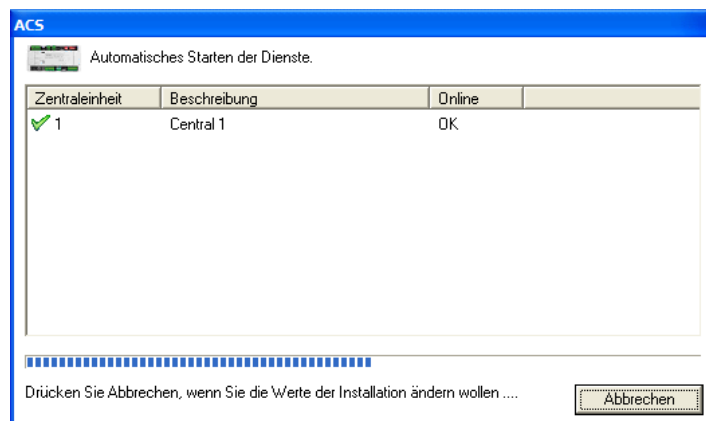 ACS
Automatisches Starten der Dienste.
Zentraleinheit Beschreibung Online
1 Central 1 OK
Drücken Sie Abbrechen, wenn Sie die Werte der Installation ändern wollen ....
Abbrechen